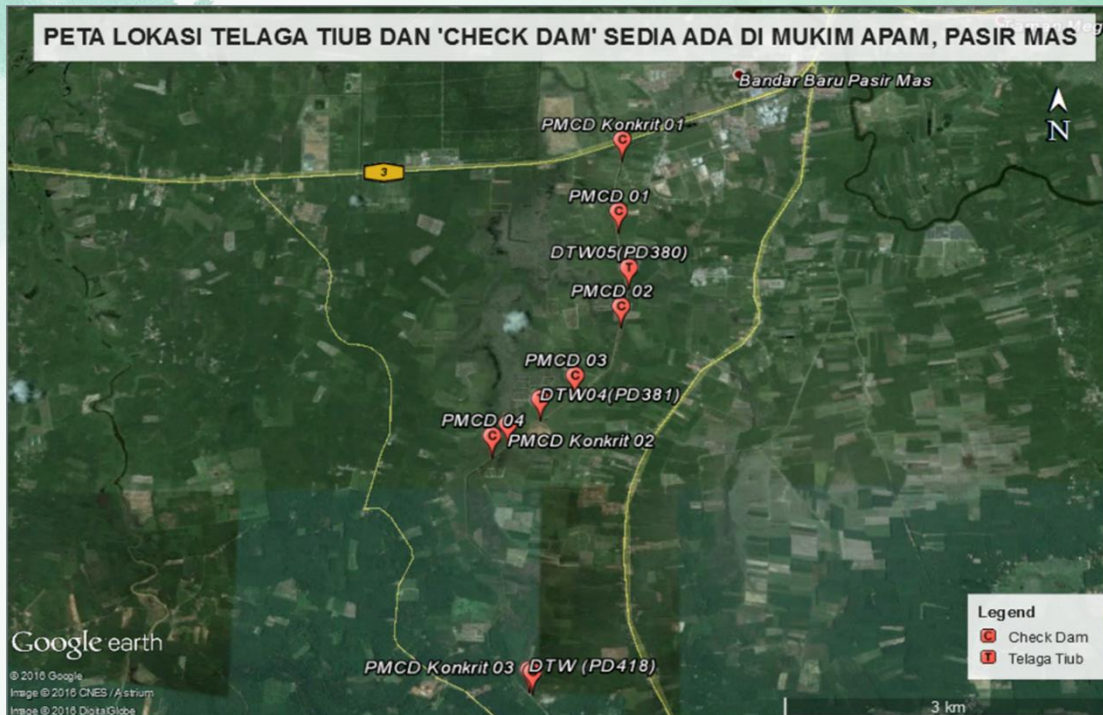 PETA LOKASI TELAGA TIUB DAN 'CHECK DAM' SEDIA ADA DI MUKIM APAM, PASIR MAS
Bandar Baru Pasir Mas
N
PMCD Konkrit 01
C
3
PMCD 01
C
DTW05(PD380)
T
PMCD 02
C
PMCD 03
C
DTW04(PD381)
PMCD 04
C
PMCD Konkrit 02
PMCD Konkrit 03
DTW (PD418)
Legend
C Check Dam
T Telaga Tiub
Google earth
© 2016 Google
Image © 2016 CNES / Astrium
Image © 2016 DigitalGlobe
3 km